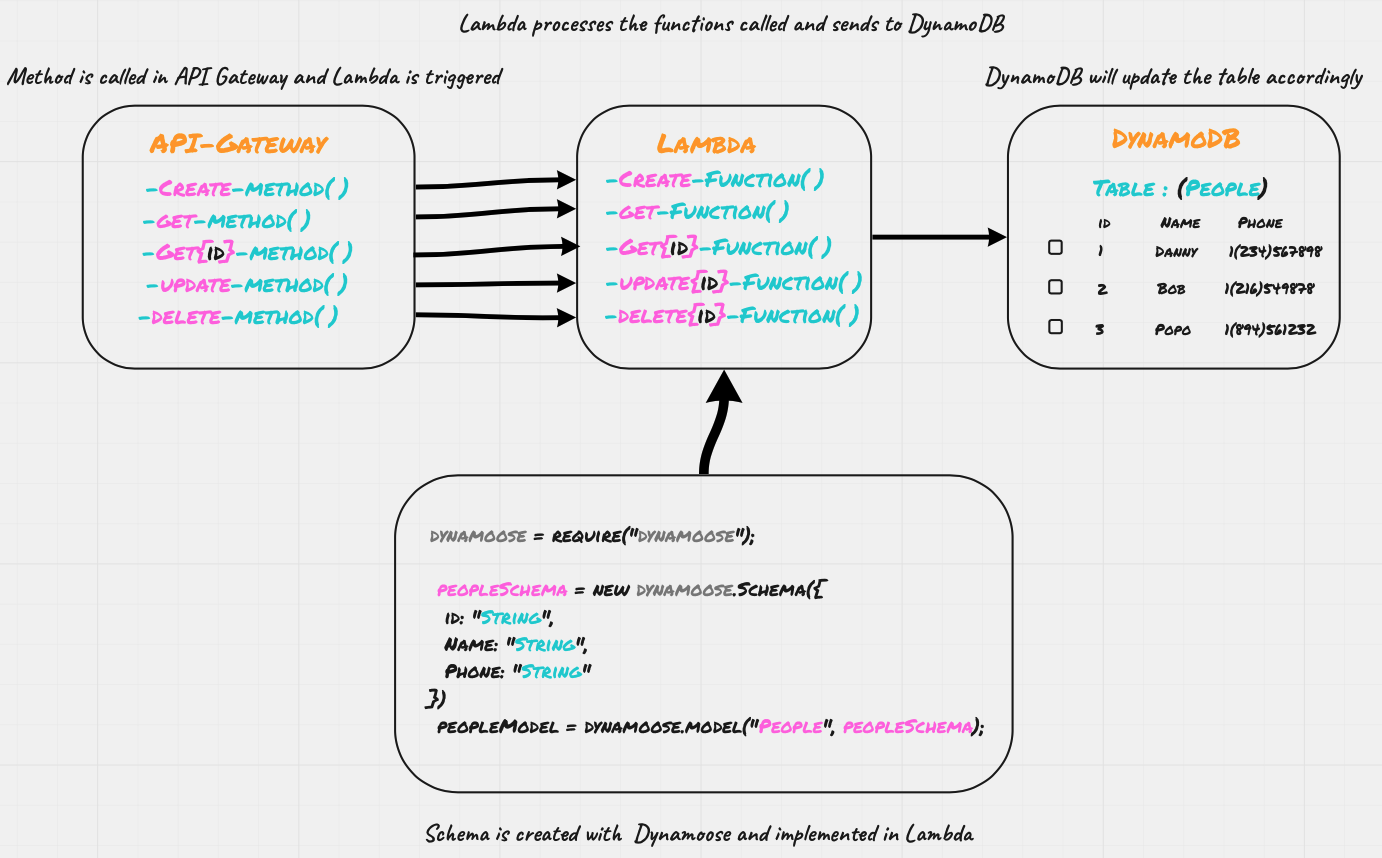 Lambda processes the functions called and sends to DynamoDB
Method is called in API Gateway and Lambda is triggered
DynamoDB will update the table accordingly
API-Gateway
-Create-method( )
-get-method( )
-Get{ID}-method( )
-update-method( )
-delete-method( )
Lambda
-Create-Function( )
-get-Function( )
-Get{ID}-Function( )
-update{ID}-Function( )
-delete{ID}-Function( )
DynamoDB
Table : (People)
id Name Phone
1 Danny 1(234)567898
2 Bob 1(216)549878
3 Popo 1(894)561232
dynamoose = require("dynamoose");
peopleSchema = new dynamoose.Schema({
id: "String",
Name: "String",
Phone: "String"
})
peopleModel = dynamoose.model("People", peopleSchema);
Schema is created with Dynamoose and implemented in Lambda